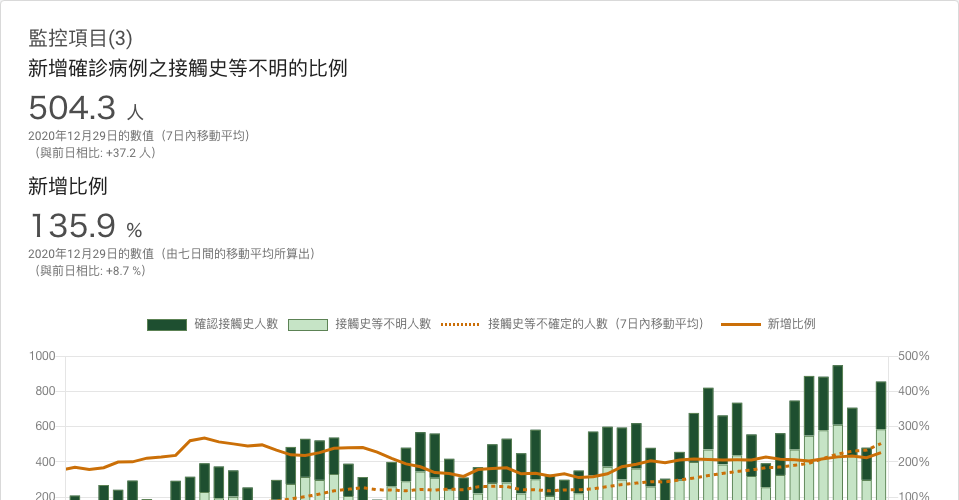 監控項目(3)
新增確診病例之接觸史等不明的比例
504.3 人
2020年12月29日的數值（7日內移動平均）
（與前日相比: +37.2 人）
新增比例
135.9 %
2020年12月29日的數值（由七日間的移動平均所算出）
（與前日相比: +8.7 %）
確認接觸史人數 接觸史等不明人數 接觸史等不確定的人數（7日內移動平均） 新增比例
1000 500%
800 400%
600 300%
400 200%
200 100%